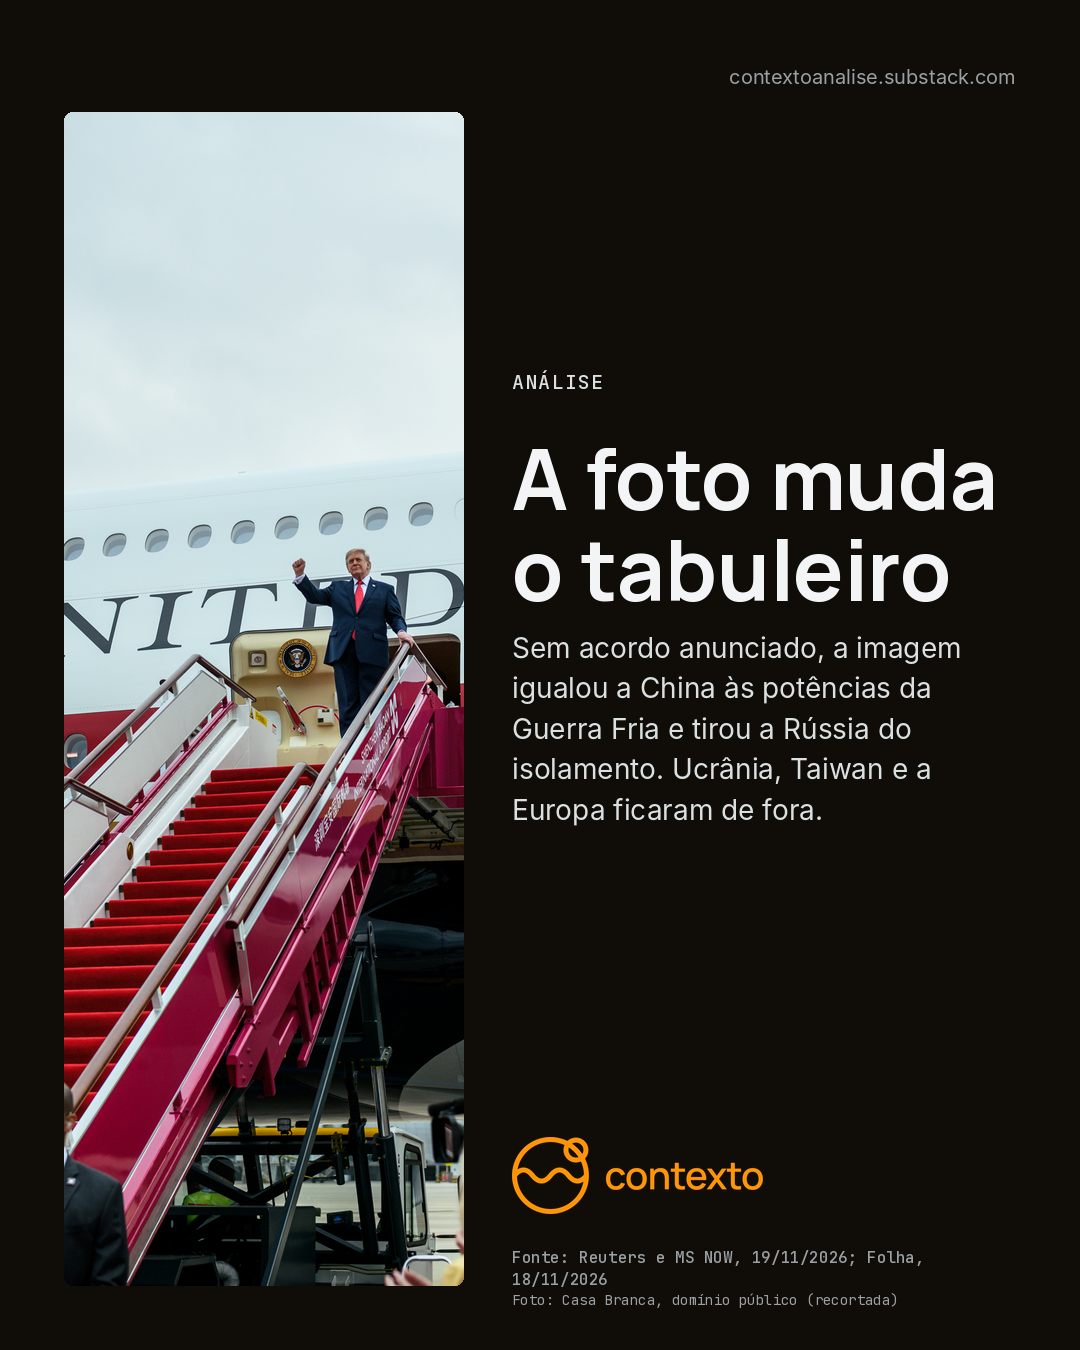 contextoanalise.substack.com
NITED
ANÁLISE
A foto muda
o tabuleiro
Sem acordo anunciado, a imagem
igualou a China às potências da
Guerra Fria e tirou a Rússia do
isolamento. Ucrânia, Taiwan e a
Europa ficaram de fora.
contexto
Fonte: Reuters e MS NOW, 19/11/2026; Folha,
18/11/2026
Foto: Casa Branca, domínio público (recortada)